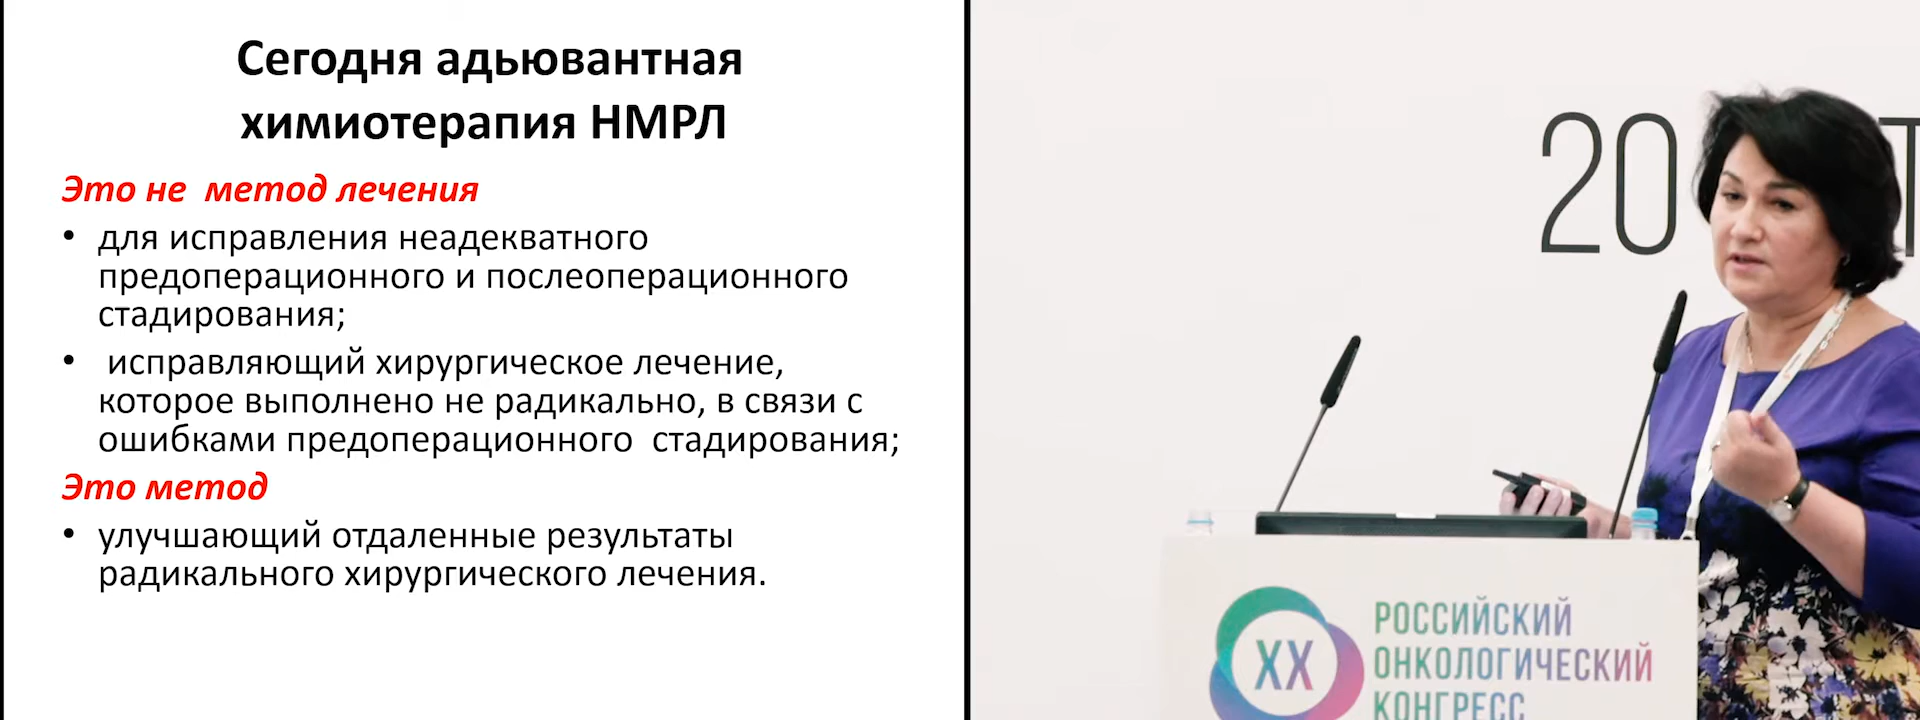 Сегодня адьювантная
химиотерапия НМРЛ
Это не метод лечения
• для исправления неадекватного
предоперационного и послеоперационного
стадирования;
• исправляющий хирургическое лечение,
которое выполнено не радикально, в связи с
ошибками предоперационного стадирования;
Это метод
• улучшающий отдаленные результаты
радикального хирургического лечения.
20
XX
РОССИЙСКИЙ
ОНКОЛОГИЧЕСКИЙ
КОНГРЕСС